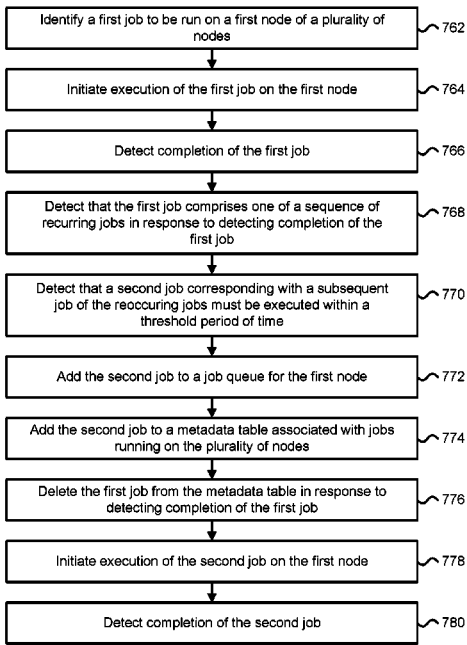 Identify a first job to be run on a first node of a plurality of
nodes
762
Initiate execution of the first job on the first node
764
Detect completion of the first job
766
Detect that the first job comprises one of a sequence of
recurring jobs in response to detecting completion of the
first job
768
Detect that a second job corresponding with a subsequent
job of the reoccuring jobs must be executed within a
threshold period of time
770
Add the second job to a job queue for the first node
772
Add the second job to a metadata table associated with jobs
running on the plurality of nodes
774
Delete the first job from the metadata table in response to
detecting completion of the first job
776
Initiate execution of the second job on the first node
778
Detect completion of the second job
780